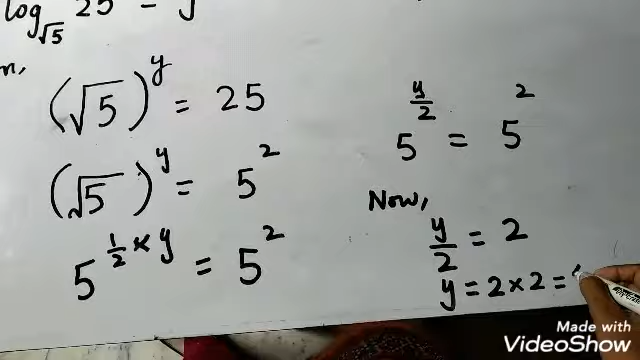 log√5 25 = y
(√5)^y = 25
(√5)^y = 5^2
5^(1/2 × y) = 5^2
5^(y/2) = 5^2
Now,
y/2 = 2
y = 2 × 2 =
Made with
VideoShow